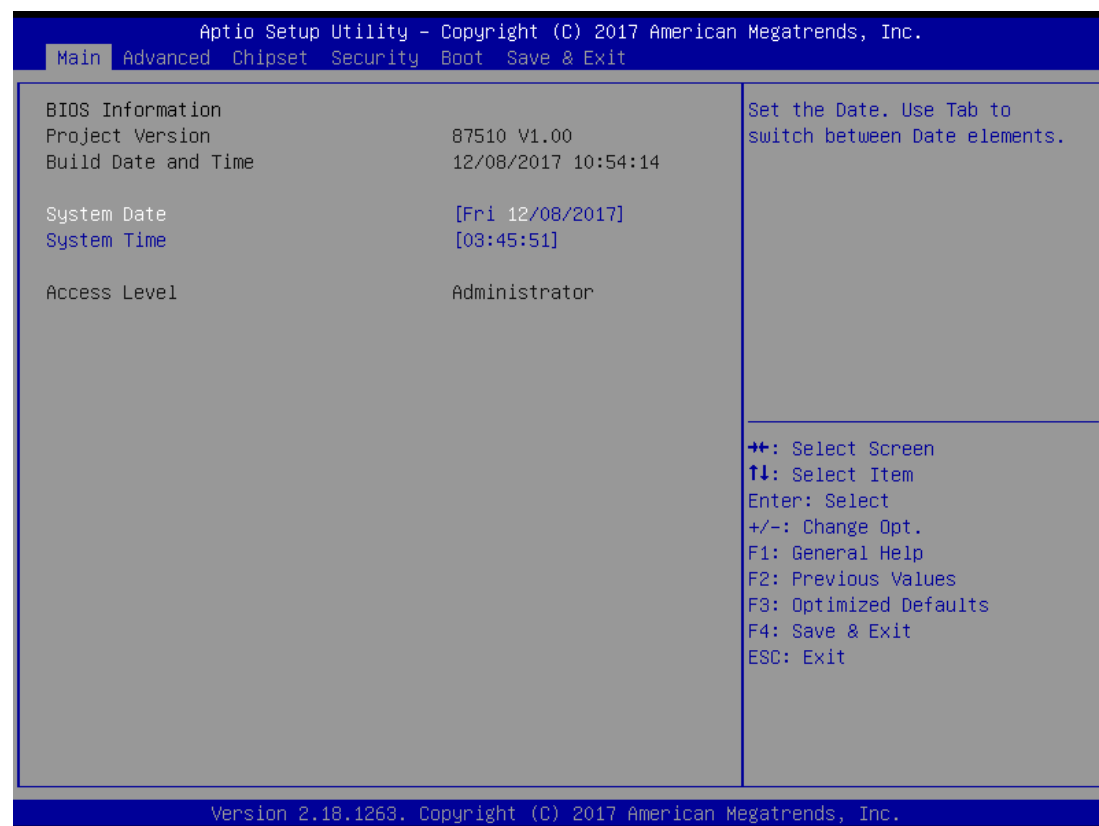 Aptio Setup Utility – Copyright (C) 2017 American Megatrends, Inc.
Main Advanced Chipset Security Boot Save & Exit
BIOS Information
Project Version 87510 V1.00
Build Date and Time 12/08/2017 10:54:14
System Date [Fri 12/08/2017]
System Time [03:45:51]
Access Level Administrator
Set the Date. Use Tab to
switch between Date elements.
→←: Select Screen
↑↓: Select Item
Enter: Select
+/-: Change Opt.
F1: General Help
F2: Previous Values
F3: Optimized Defaults
F4: Save & Exit
ESC: Exit
Version 2.18.1263. Copyright (C) 2017 American Megatrends, Inc.